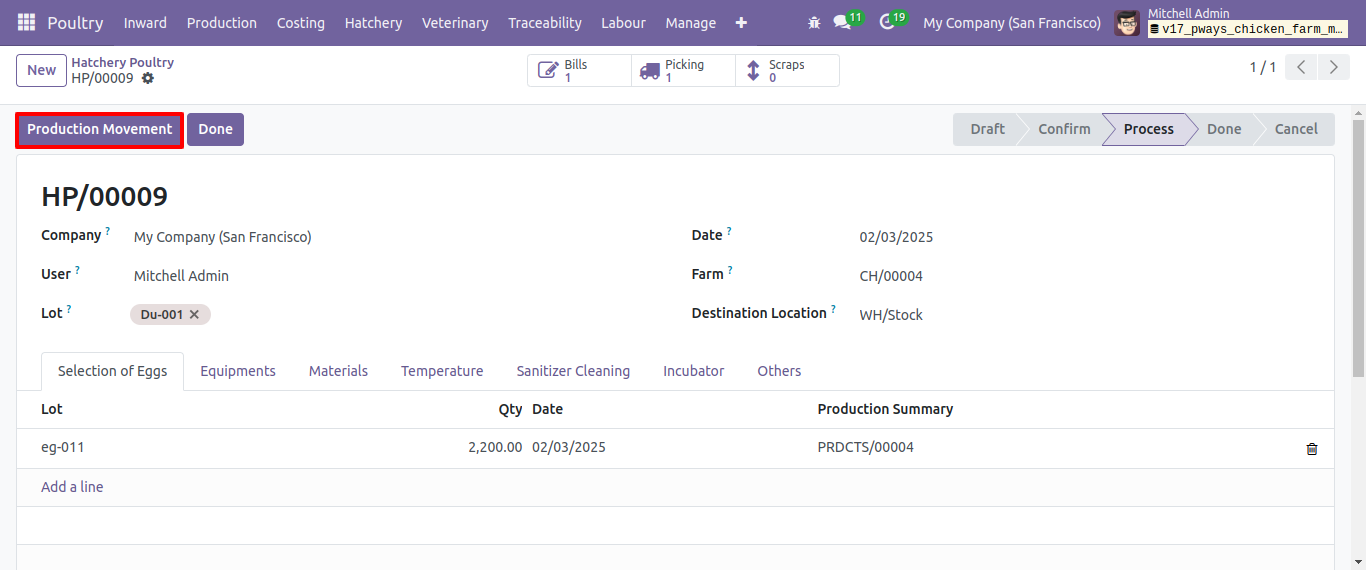 Poultry Inward Production Costing Hatchery Veterinary Traceability Labour Manage 11 19 My Company (San Francisco) Mitchell Admin
v17_pways_chicken_farm_m...
New Hatchery Poultry Bills Picking Scraps
HP/00009 1 1 0 1 / 1
Production Movement Done Draft Confirm Process Done Cancel
HP/00009
Company ? My Company (San Francisco) Date ? 02/03/2025
User ? Mitchell Admin Farm ? CH/00004
Lot ? Du-001 Destination Location ? WH/Stock
Selection of Eggs Equipments Materials Temperature Sanitizer Cleaning Incubator Others
Lot Qty Date Production Summary
eg-011 2,200.00 02/03/2025 PRDCTS/00004
Add a line